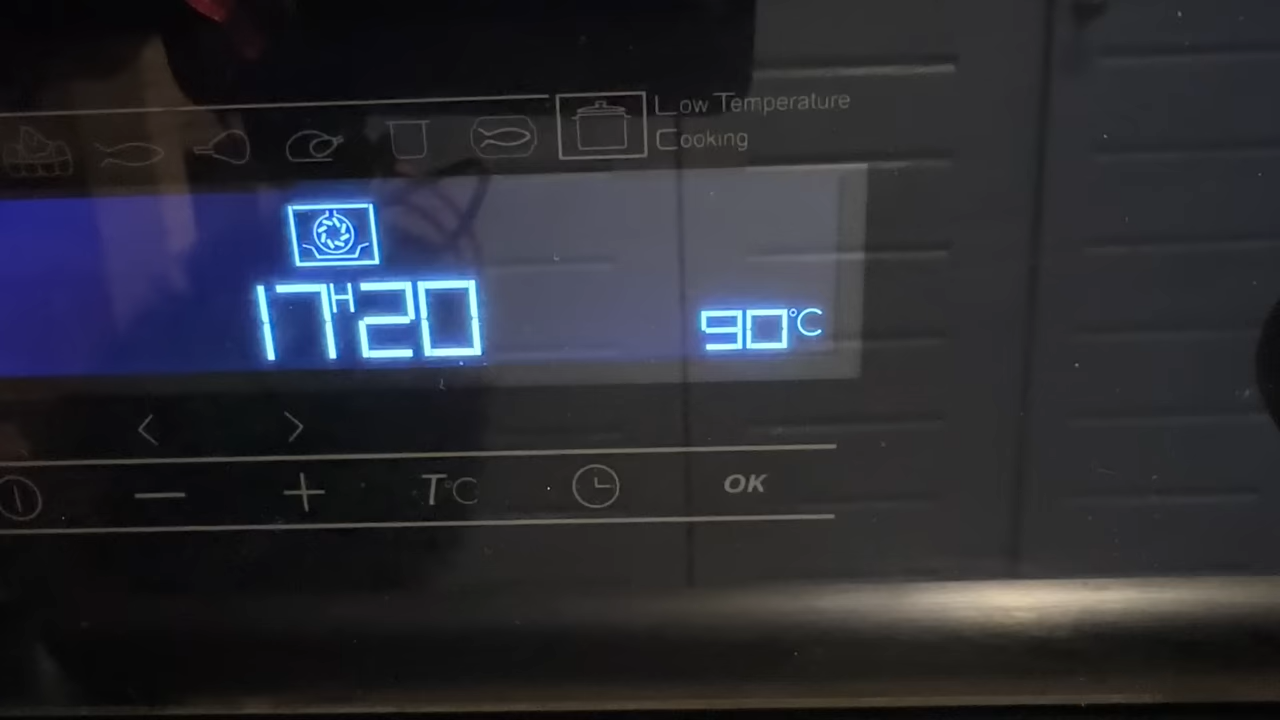 Low Temperature
Cooking
17H20
90°C
< >
— + T°C OK